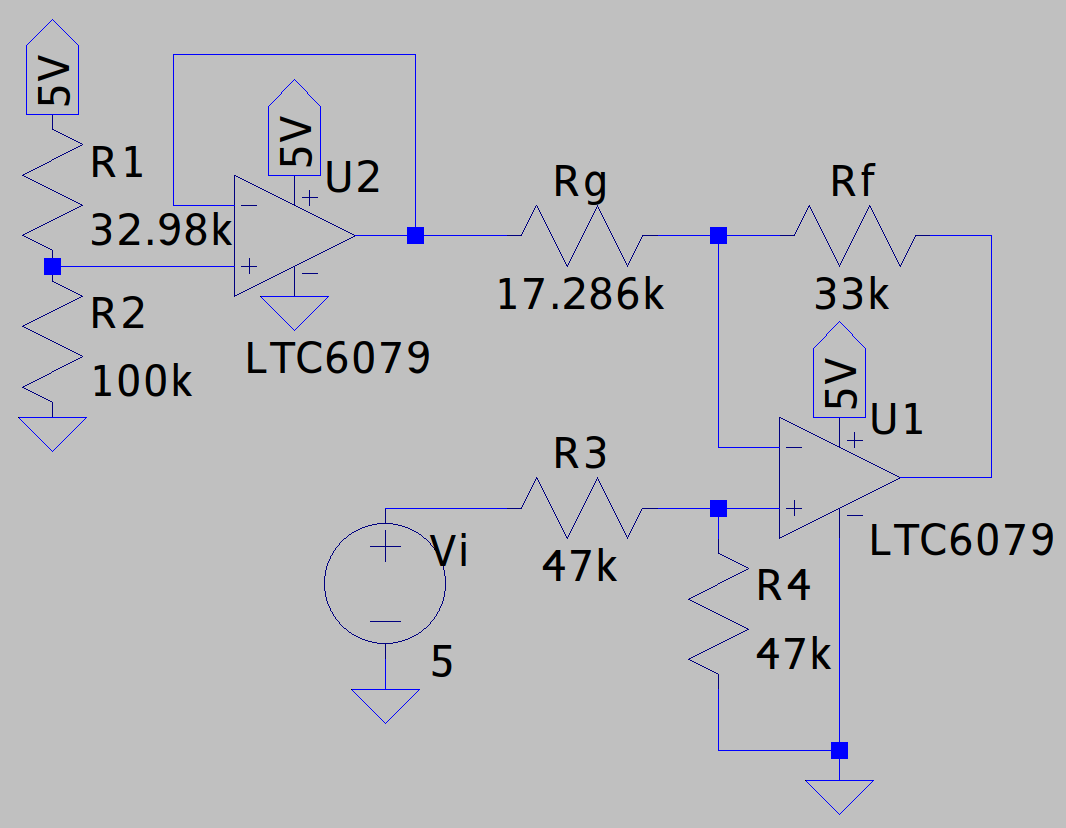 5V
R1
32.98k
R2
100k
5V
U2
LTC6079
Rg
17.286k
Rf
33k
5V
U1
LTC6079
R3
47k
Vi
5
R4
47k